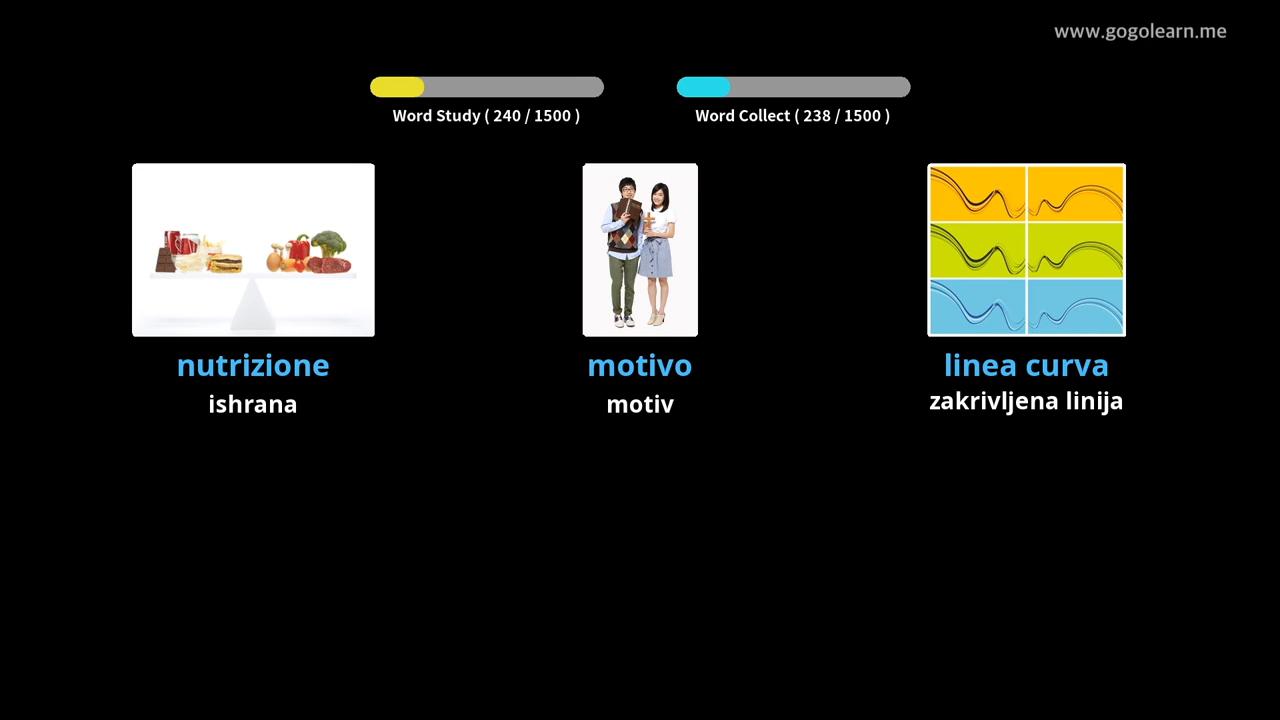 www.gogolearn.me
Word Study ( 240 / 1500 )
Word Collect ( 238 / 1500 )
nutrizione
ishrana
motivo
motiv
linea curva
zakrivljena linija